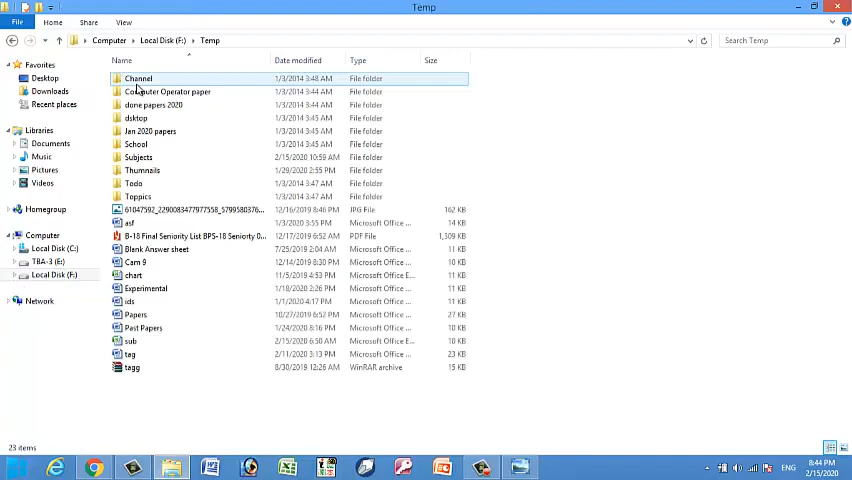 Temp
File Home Share View
Computer Local Disk (F:) Temp Search Temp
Name Date modified Type Size
Favorites
Desktop
Downloads
Recent places
Libraries
Documents
Music
Pictures
Videos
Homegroup
Computer
Local Disk (C:)
TBA-3 (E:)
Local Disk (F:)
Network
Channel 1/3/2014 3:48 AM File folder
Computer Operator paper 1/3/2014 3:44 AM File folder
done papers 2020 1/3/2014 3:44 AM File folder
dsktop 1/3/2014 3:45 AM File folder
Jan 2020 papers 1/3/2014 3:45 AM File folder
School 1/3/2014 3:45 AM File folder
Subjects 2/15/2020 10:59 AM File folder
Thumnails 1/29/2020 2:55 PM File folder
Todo 1/3/2014 3:47 AM File folder
Toppics 1/3/2014 3:47 AM File folder
61047592_2290083477977558_5799580376... 12/16/2019 8:46 PM JPG File 162 KB
asf 1/3/2020 3:55 PM Microsoft Office ... 14 KB
B-18 Final Seniority List BPS-18 Seniorty 0... 12/17/2019 6:52 AM PDF File 1,309 KB
Blank Answer sheet 7/25/2019 2:04 AM Microsoft Office ... 11 KB
Cam 9 12/14/2019 8:30 PM Microsoft Office ... 10 KB
chart 11/5/2019 4:53 PM Microsoft Office E... 11 KB
Experimental 1/18/2020 2:26 PM Microsoft Office ... 11 KB
ids 1/1/2020 4:17 PM Microsoft Office ... 11 KB
Papers 10/27/2019 6:52 PM Microsoft Office ... 27 KB
Past Papers 1/24/2020 8:16 PM Microsoft Office ... 10 KB
sub 2/15/2020 6:50 AM Microsoft Office E... 10 KB
tag 2/11/2020 3:13 PM Microsoft Office ... 23 KB
tagg 8/30/2019 12:26 AM WinRAR archive 15 KB
23 items
ENG
8:44 PM
2/15/2020